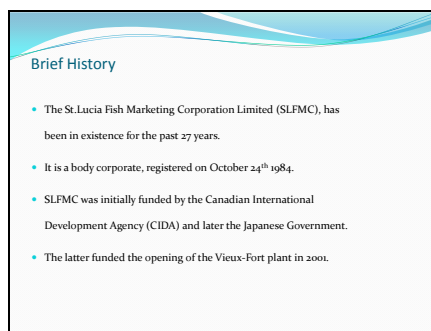 Brief History
• The St.Lucia Fish Marketing Corporation Limited (SLFMC), has
been in existence for the past 27 years.
• It is a body corporate, registered on October 24th 1984.
• SLFMC was initially funded by the Canadian International
Development Agency (CIDA) and later the Japanese Government.
• The latter funded the opening of the Vieux-Fort plant in 2001.